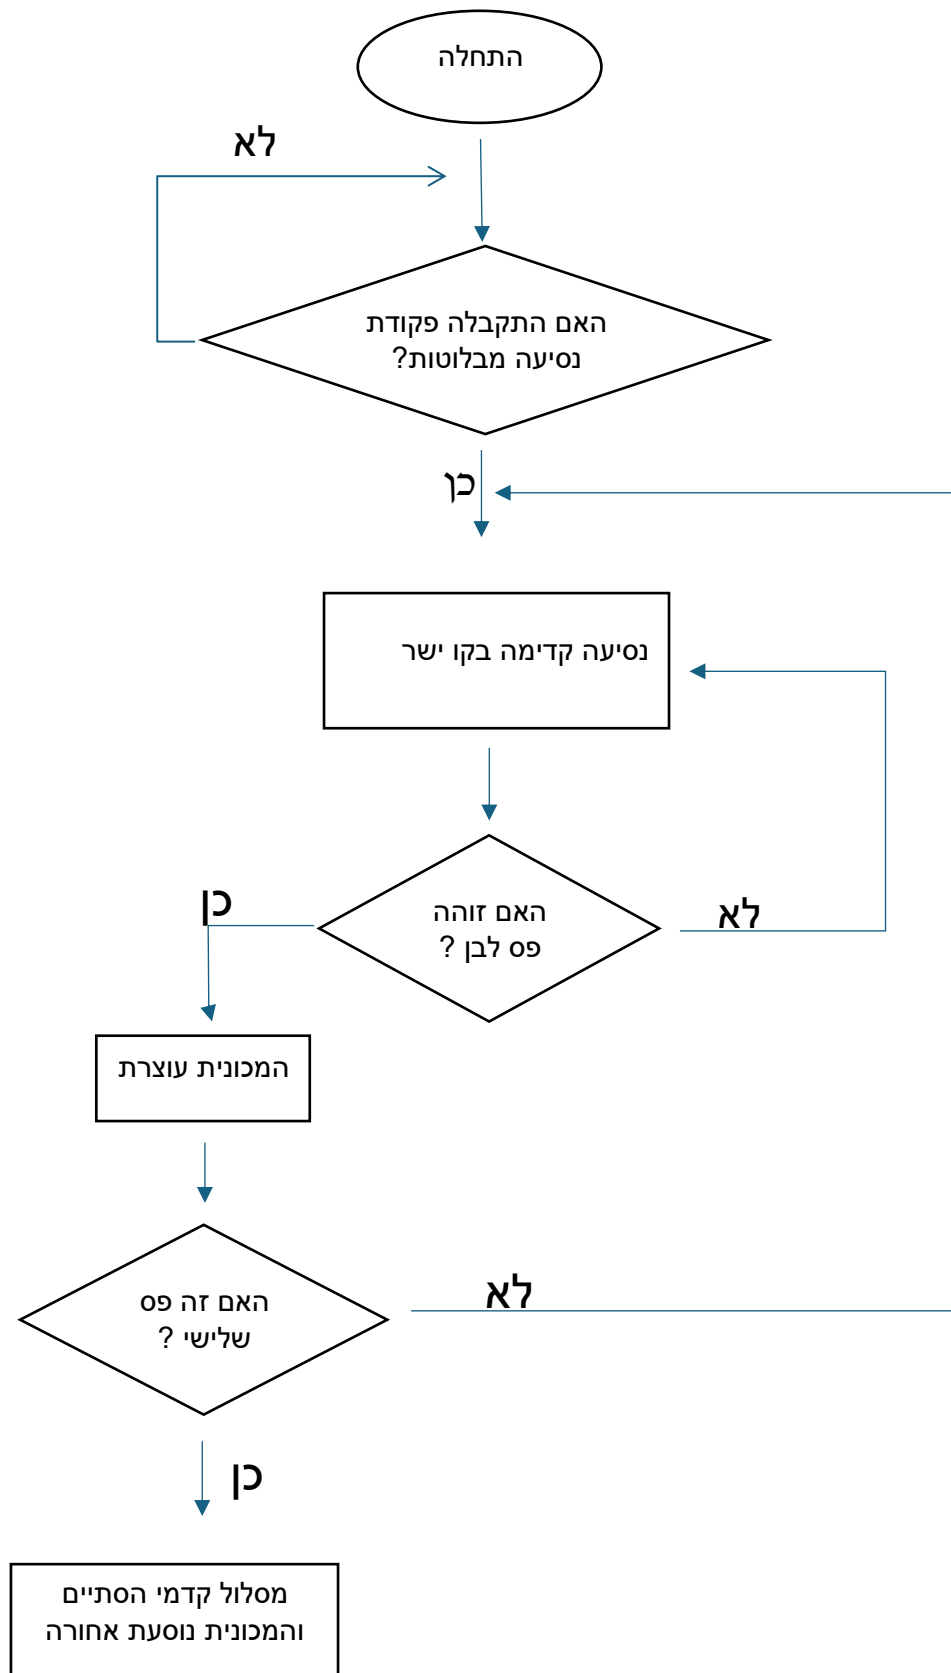 התחלה
לא
האם התקבלה פקודת
נסיעה מבלוטות?
כן
נסיעה קדימה בקו ישר
האם זוהה
פס לבן ?
כן
לא
המכונית עוצרת
האם זה פס
שלישי ?
לא
כן
מסלול קדמי הסתיים
והמכונית נוסעת אחורה